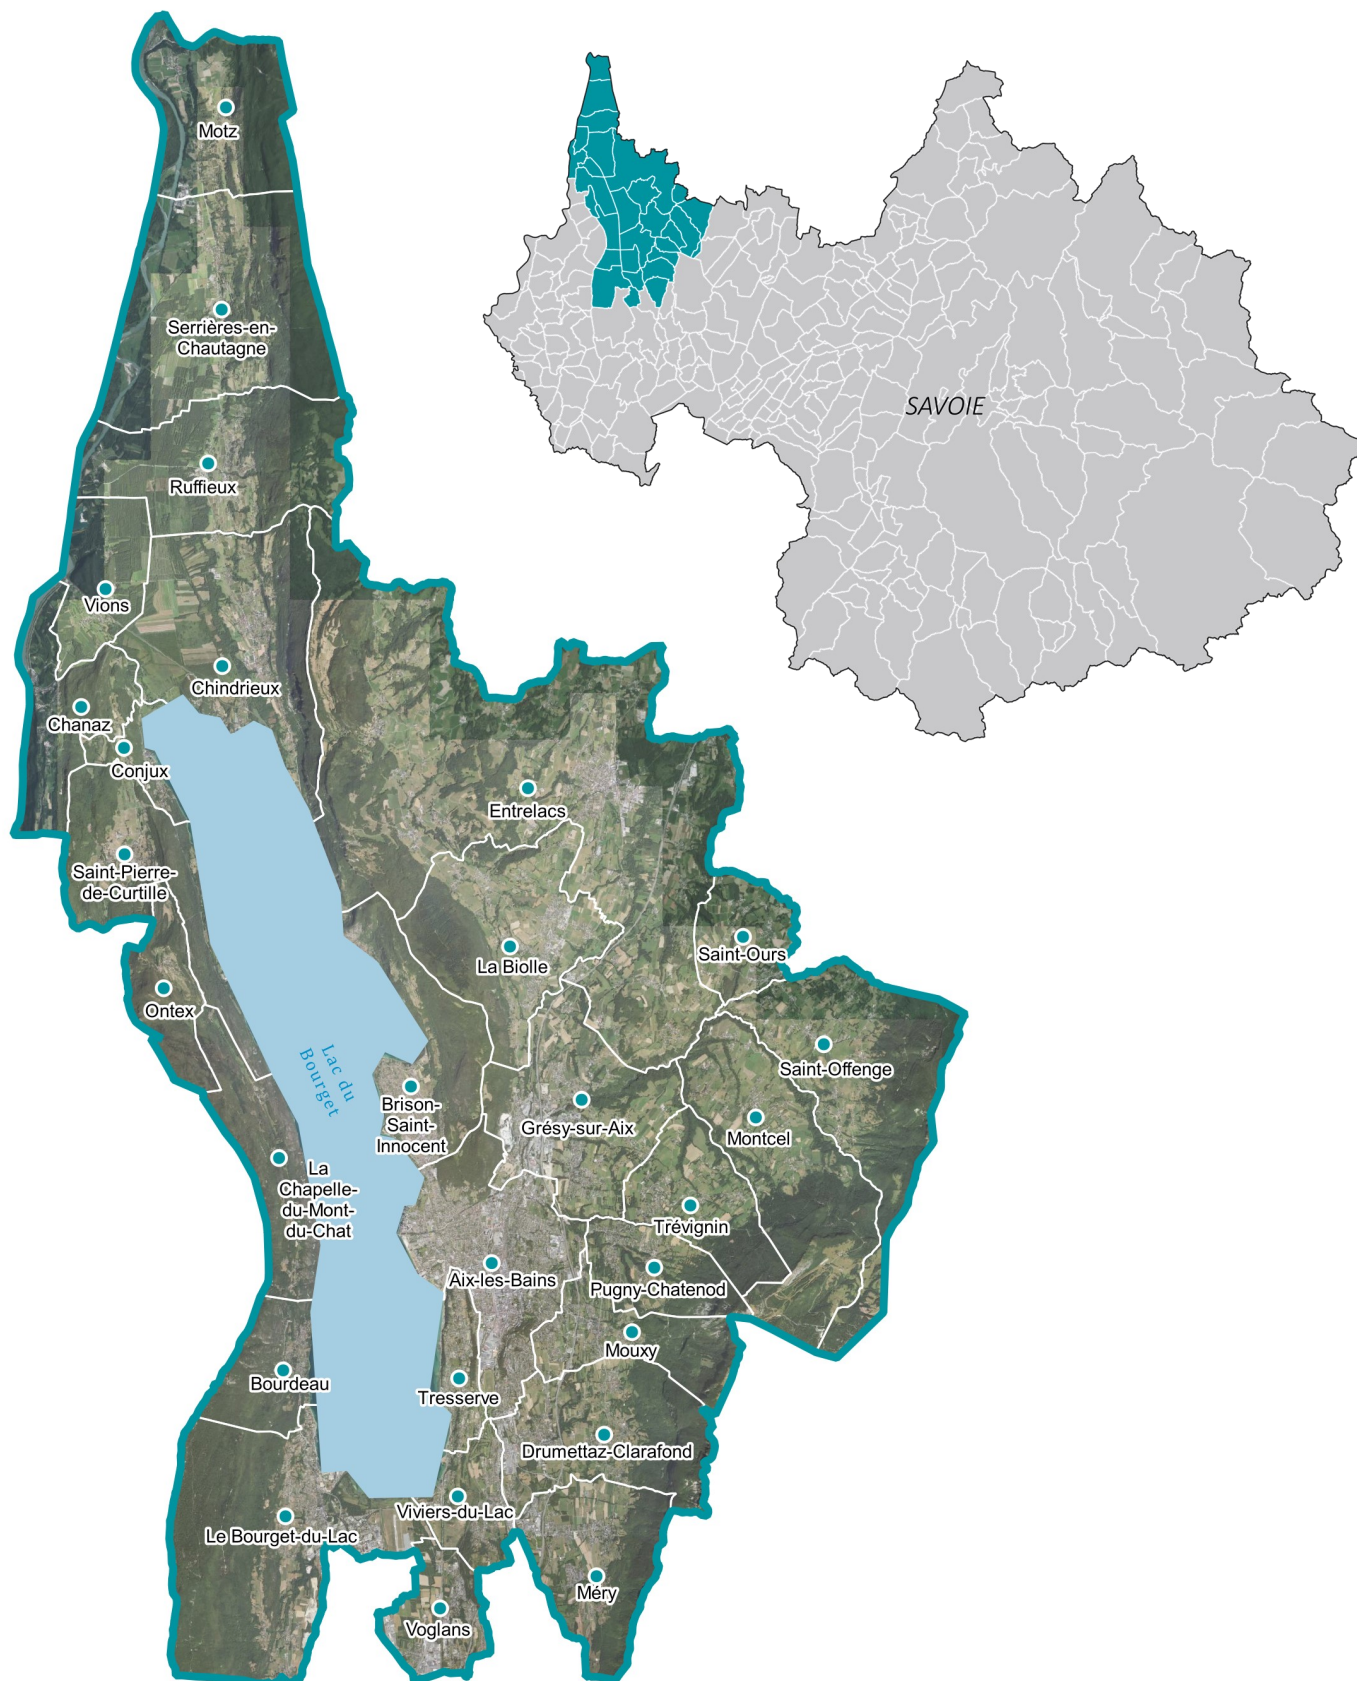 Motz
Serrières-en-
Chautagne
SAVOIE
Ruffieux
Vions
Chindrieux
Chanaz
Conjux
Entrelacs
Saint-Pierre-
de-Curtille
La Biolle
Saint-Ours
Ontex
Lac du
Bourget
Saint-Offenge
Brison-
Saint-
Innocent
Grésy-sur-Aix
Montcel
La
Chapelle-
du-Mont-
du-Chat
Trévignin
Aix-les-Bains
Pugny-Chatenod
Mouxy
Bourdeau
Tresserve
Drumettaz-Clarafond
Viviers-du-Lac
Le Bourget-du-Lac
Méry
Voglans